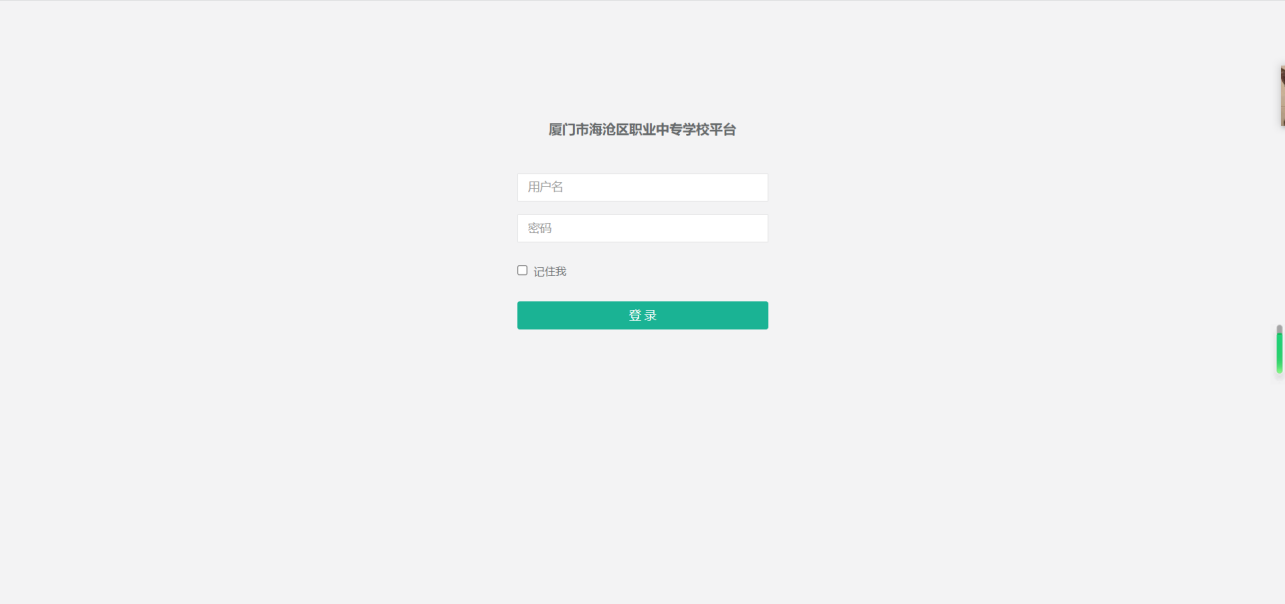 厦门市海沧区职业中专学校平台
用户名
密码
记住我
登 录